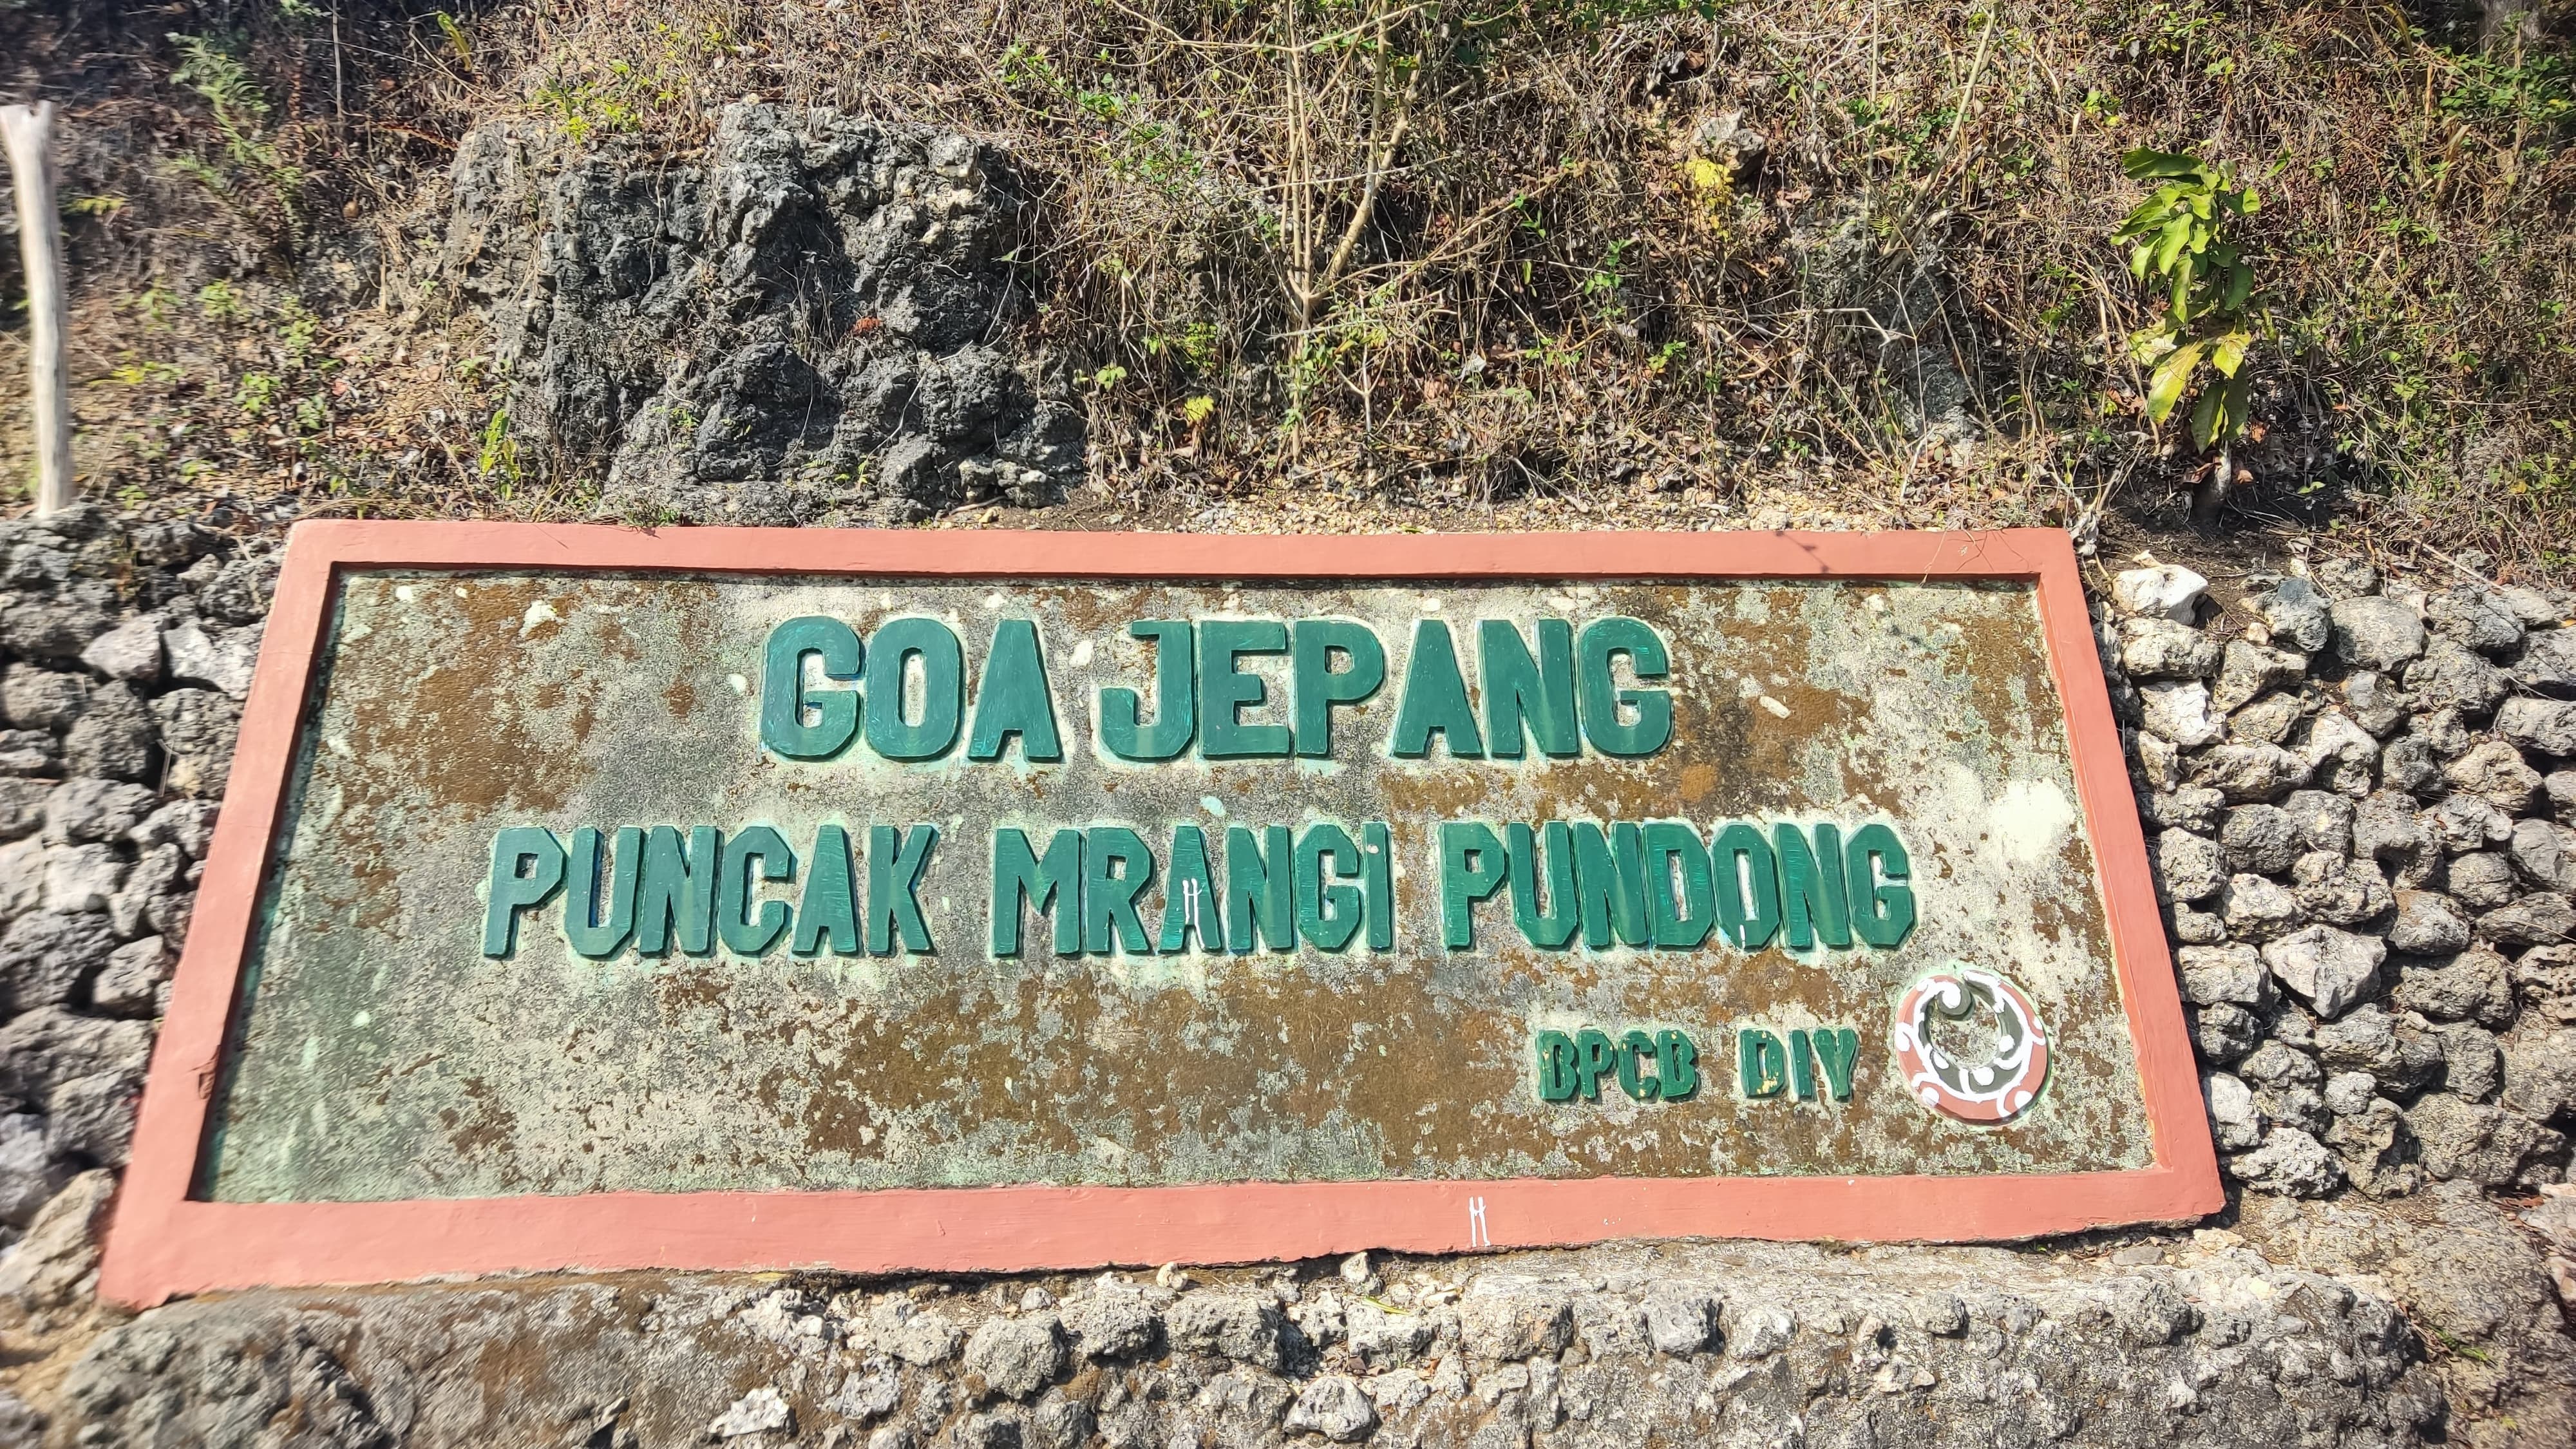 GOA JEPANG
PUNCAK MRANGI PUNDONG
BPCB DIY